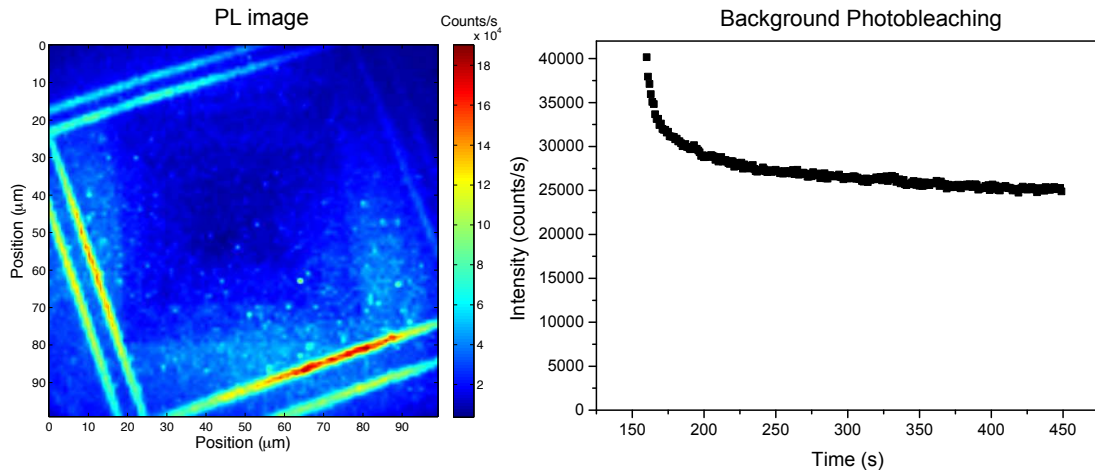 PL image
Counts/s
x 10⁴
0
10
20
30
40
50
60
70
80
90
Position (μm)
0 10 20 30 40 50 60 70 80 90
Position (μm)
18
16
14
12
10
8
6
4
2
Background Photobleaching
40000
35000
30000
25000
20000
15000
10000
5000
0
Intensity (counts/s)
150 200 250 300 350 400 450
Time (s)